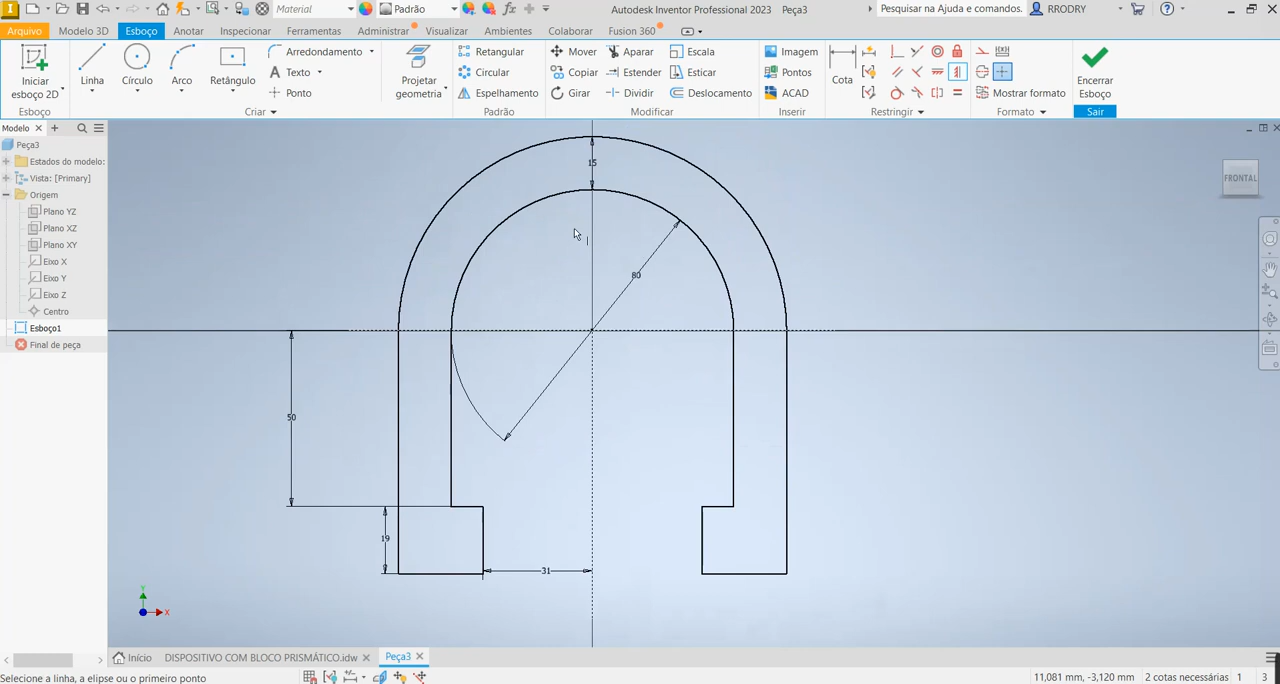 Material
Padrão
Autodesk Inventor Professional 2023 Peça3
Pesquisar na Ajuda e comandos.
RRODRY
Arquivo
Modelo 3D
Esboço
Anotar
Inspecionar
Ferramentas
Administrar
Visualizar
Ambientes
Colaborar
Fusion 360
Iniciar
esboço 2D
Esboço
Linha
Círculo
Arco
Retângulo
Arredondamento
Texto
Ponto
Criar
Projetar
geometria
Retangular
Circular
Espelhamento
Padrão
Mover
Copiar
Girar
Aparar
Estender
Dividir
Escala
Esticar
Deslocamento
Modificar
Imagem
Pontos
ACAD
Inserir
Cota
Restringir
Mostrar formato
Formato
Encerrar
Esboço
Sair
Modelo
Peça3
Estados do modelo:
Vista: [Primary]
Origem
Plano YZ
Plano XZ
Plano XY
Eixo X
Eixo Y
Eixo Z
Centro
Esboço1
Final de peça
FRONTAL
15
80
50
19
31
Y
X
Início
DISPOSITIVO COM BLOCO PRISMÁTICO.idw
Peça3
Selecione a linha, a elipse ou o primeiro ponto
11,081 mm, -3,120 mm
2 cotas necessárias
1
3